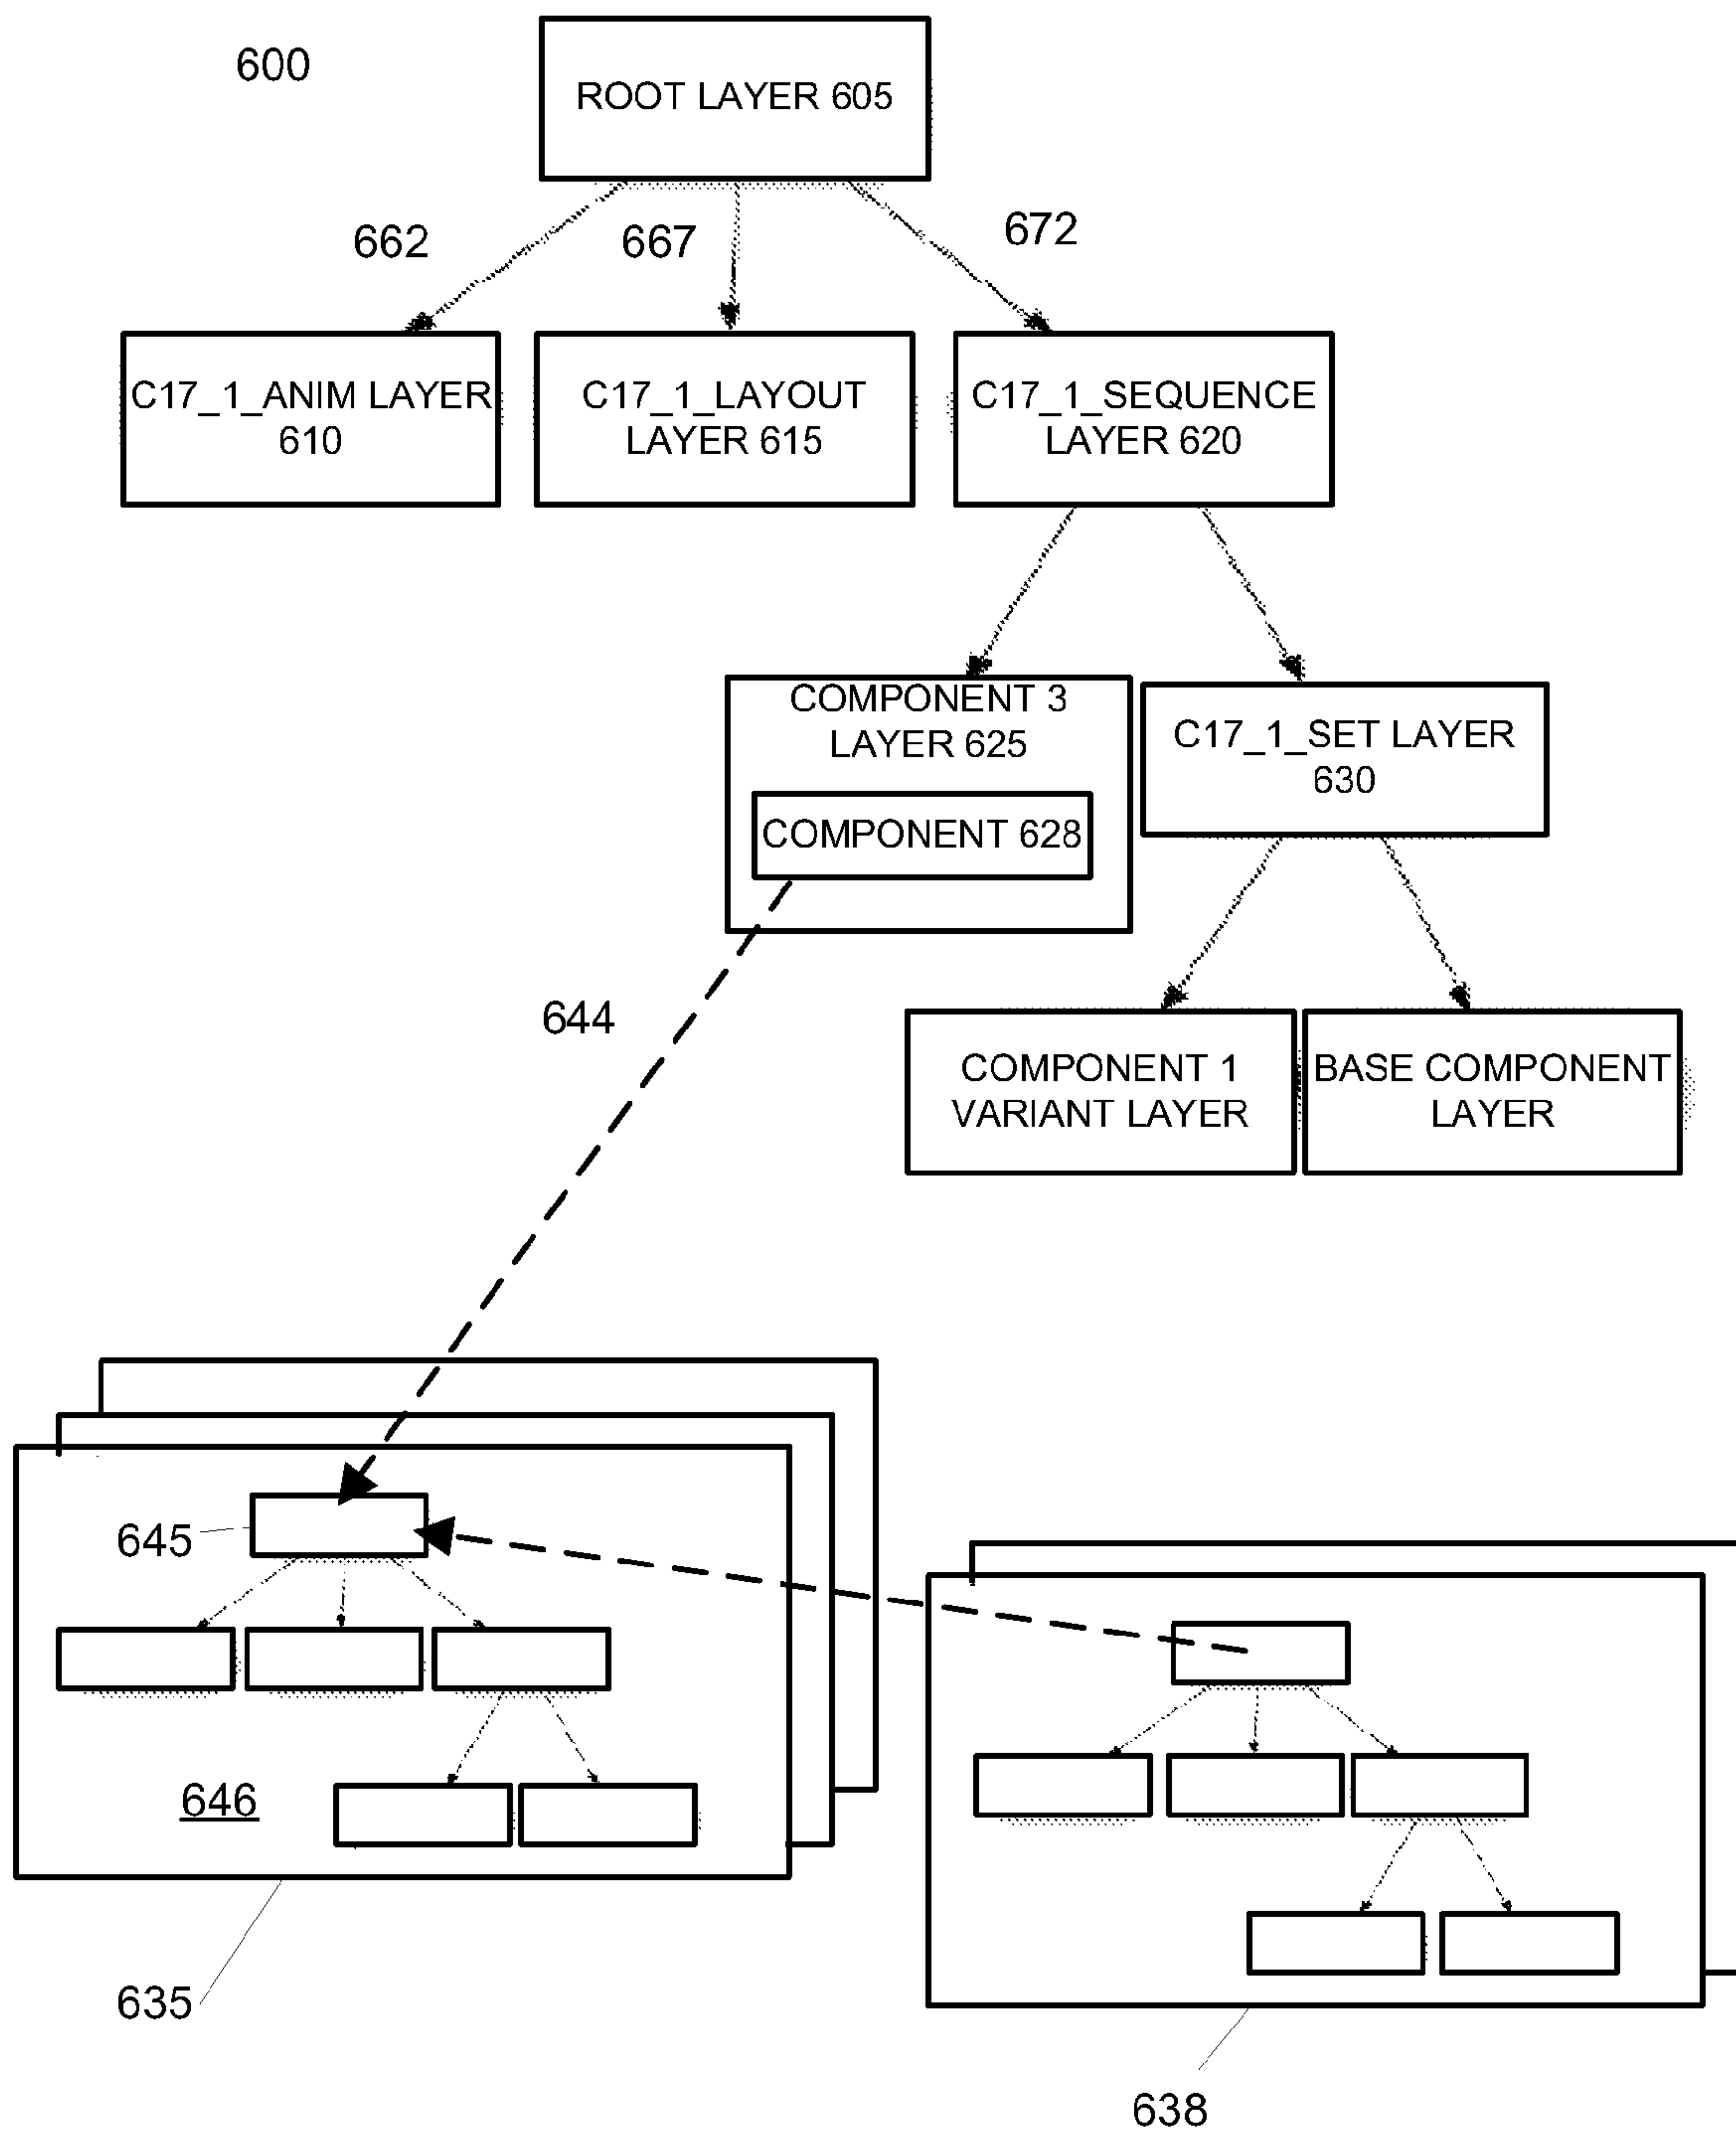 600
ROOT LAYER 605
662
667
672
C17_1_ANIM LAYER
610
C17_1_LAYOUT
LAYER 615
C17_1_SEQUENCE
LAYER 620
COMPONENT 3
LAYER 625
COMPONENT 628
C17_1_SET LAYER
630
644
COMPONENT 1
VARIANT LAYER
BASE COMPONENT
LAYER
645
646
635
638